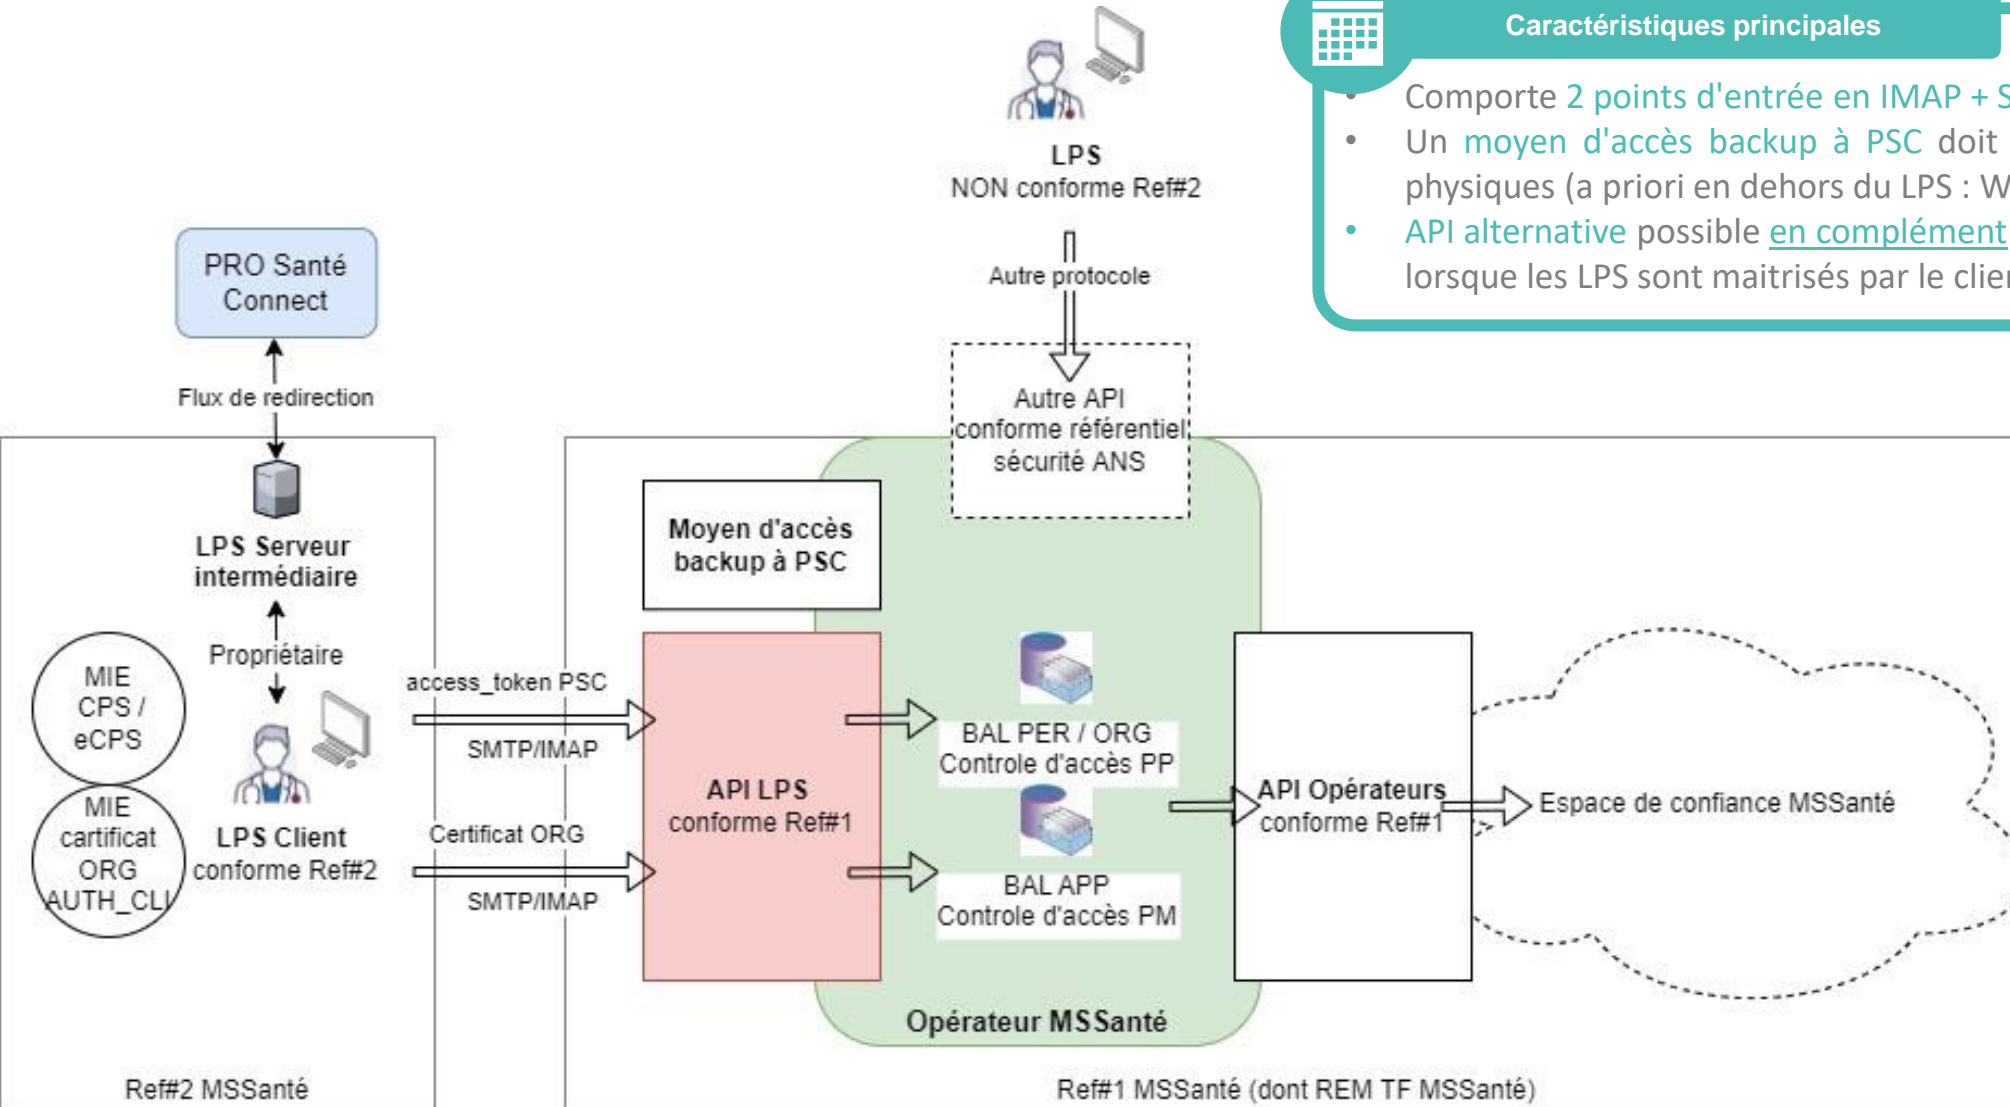 Caractéristiques principales
• Comporte 2 points d'entrée en IMAP + S
• Un moyen d'accès backup à PSC doit
physiques (a priori en dehors du LPS : W
• API alternative possible en complément
lorsque les LPS sont maitrisés par le clie
LPS
NON conforme Ref#2
Autre protocole
Autre API
conforme référentiel
sécurité ANS
PRO Santé
Connect
Flux de redirection
LPS Serveur
intermédiaire
Propriétaire
MIE
CPS /
eCPS
MIE
cartificat
ORG
AUTH_CLI
LPS Client
conforme Ref#2
access_token PSC
SMTP/IMAP
Certificat ORG
SMTP/IMAP
Moyen d'accès
backup à PSC
API LPS
conforme Ref#1
BAL PER / ORG
Controle d'accès PP
BAL APP
Controle d'accès PM
API Opérateurs
conforme Ref#1
Espace de confiance MSSanté
Opérateur MSSanté
Ref#2 MSSanté
Ref#1 MSSanté (dont REM TF MSSanté)